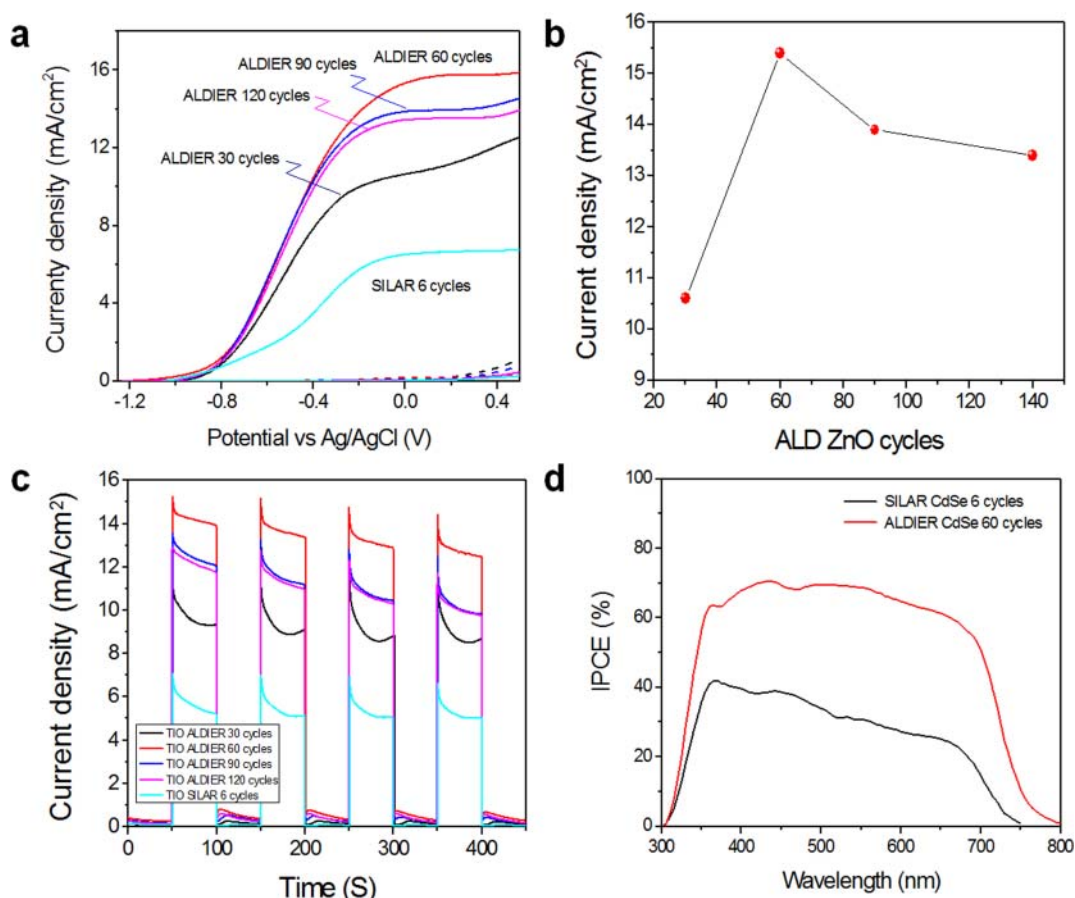 a
Currenty density (mA/cm²)
16
12
8
4
0
ALDIER 90 cycles
ALDIER 60 cycles
ALDIER 120 cycles
ALDIER 30 cycles
SILAR 6 cycles
-1.2 -0.8 -0.4 0.0 0.4
Potential vs Ag/AgCl (V)
b
Current density (mA/cm²)
16
15
14
13
12
11
10
9
20 40 60 80 100 120 140
ALD ZnO cycles
c
Current density (mA/cm²)
16
14
12
10
8
6
4
2
0
TIO ALDIER 30 cycles
TIO ALDIER 60 cycles
TIO ALDIER 90 cycles
TIO ALDIER 120 cycles
TIO SILAR 6 cycles
0 100 200 300 400
Time (S)
d
IPCE (%)
100
80
60
40
20
0
SILAR CdSe 6 cycles
ALDIER CdSe 60 cycles
300 400 500 600 700 800
Wavelength (nm)